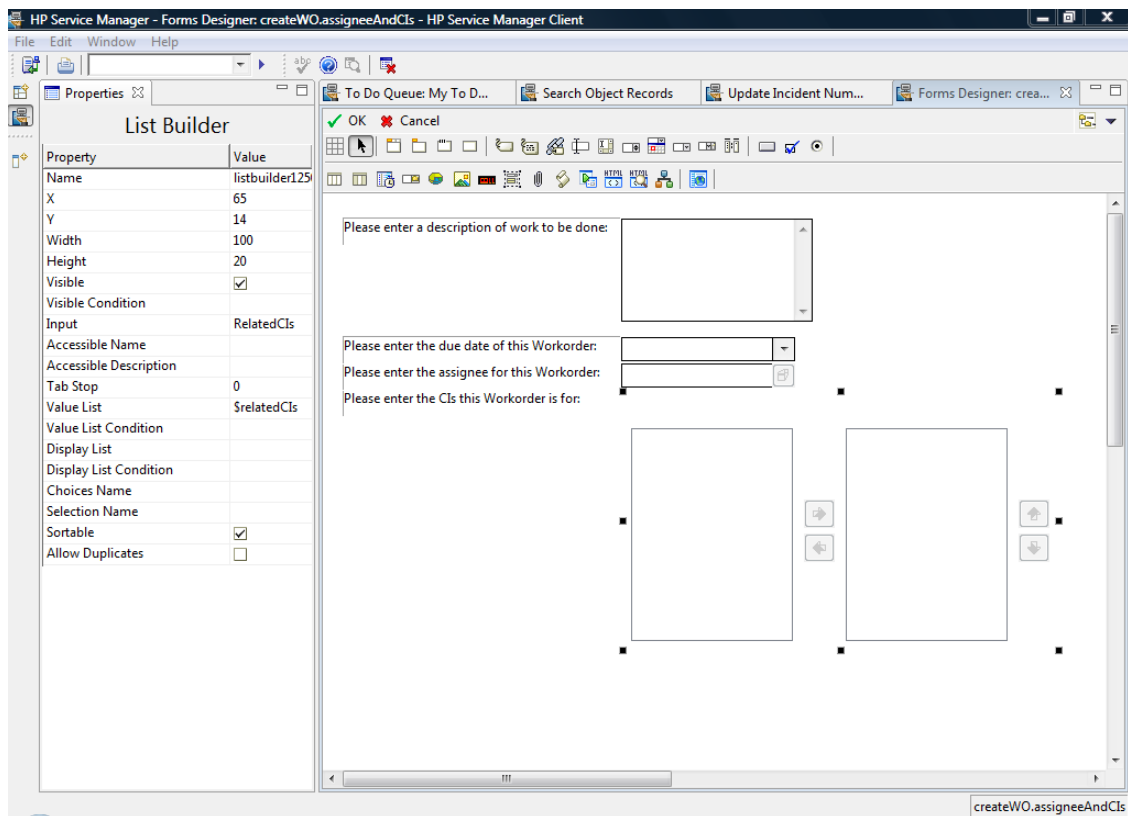 HP Service Manager - Forms Designer: createWO.assigneeAndCIs - HP Service Manager Client
File Edit Window Help
Properties
To Do Queue: My To D...
Search Object Records
Update Incident Num...
Forms Designer: crea...
List Builder
OK Cancel
Property Value
Name listbuilder1250
X 65
Y 14
Width 100
Height 20
Visible
Visible Condition
Input RelatedCIs
Accessible Name
Accessible Description
Tab Stop 0
Value List $relatedCIs
Value List Condition
Display List
Display List Condition
Choices Name
Selection Name
Sortable
Allow Duplicates
Please enter a description of work to be done:
Please enter the due date of this Workorder:
Please enter the assignee for this Workorder:
Please enter the CIs this Workorder is for:
createWO.assigneeAndCIs